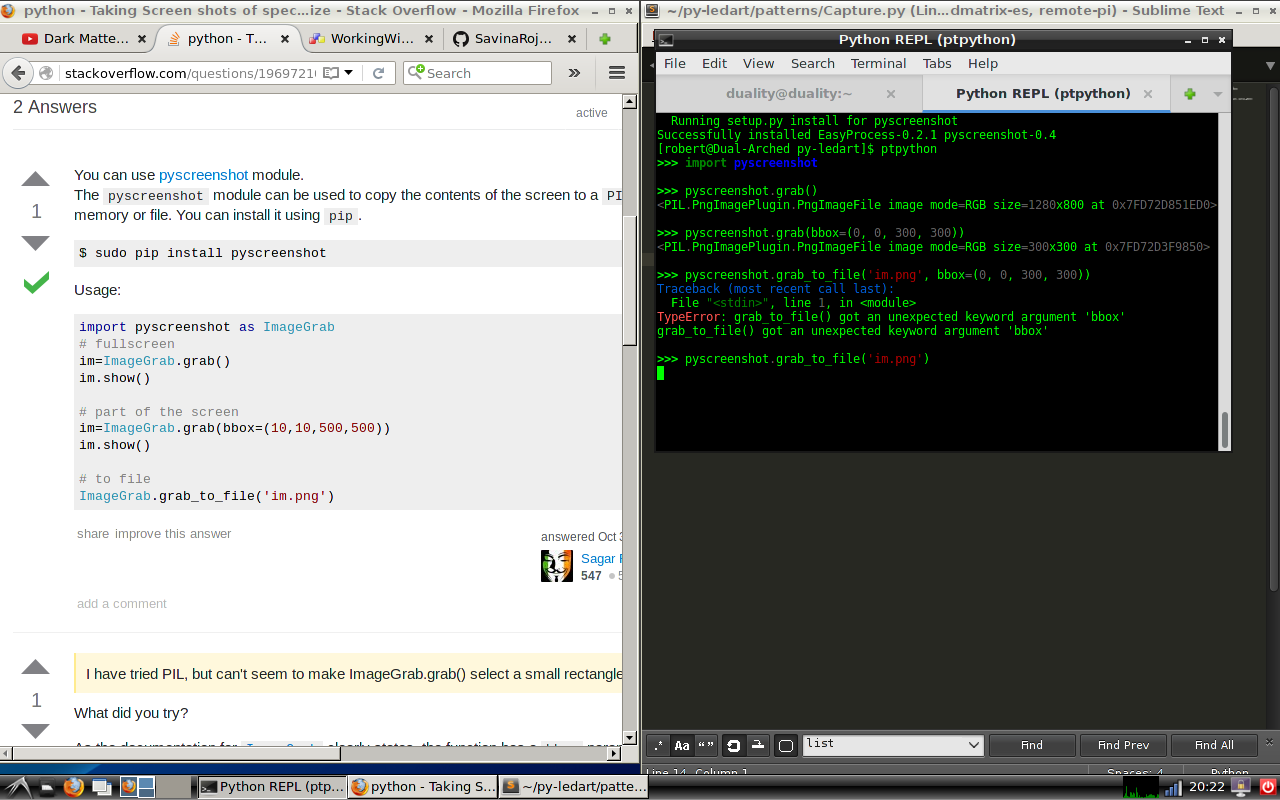 python - Taking Screen shots of spec...ize - Stack Overflow - Mozilla Firefox
Dark Matte...
python - T...
WorkingWi...
SavinaRoj...
stackoverflow.com/questions/1969721
Search
2 Answers
active
You can use pyscreenshot module.
The pyscreenshot module can be used to copy the contents of the screen to a PI
memory or file. You can install it using pip.
1
$ sudo pip install pyscreenshot
Usage:
import pyscreenshot as ImageGrab
# fullscreen
im=ImageGrab.grab()
im.show()
# part of the screen
im=ImageGrab.grab(bbox=(10,10,500,500))
im.show()
# to file
ImageGrab.grab_to_file('im.png')
share improve this answer
answered Oct 3
Sagar
547
add a comment
I have tried PIL, but can't seem to make ImageGrab.grab() select a small rectangle
1
What did you try?
~/py-ledart/patterns/Capture.py (Lin...dmatrix-es, remote-pi) - Sublime Text
Python REPL (ptpython)
File Edit View Search Terminal Tabs Help
duality@duality:~
Python REPL (ptpython)
Running setup.py install for pyscreenshot
Successfully installed EasyProcess-0.2.1 pyscreenshot-0.4
[robert@Dual-Arched py-ledart]$ ptpython
>>> import pyscreenshot
>>> pyscreenshot.grab()
<PIL.PngImagePlugin.PngImageFile image mode=RGB size=1280x800 at 0x7FD72D851ED0>
>>> pyscreenshot.grab(bbox=(0, 0, 300, 300))
<PIL.PngImagePlugin.PngImageFile image mode=RGB size=300x300 at 0x7FD72D3F9850>
>>> pyscreenshot.grab_to_file('im.png', bbox=(0, 0, 300, 300))
Traceback (most recent call last):
File "<stdin>", line 1, in <module>
TypeError: grab_to_file() got an unexpected keyword argument 'bbox'
grab_to_file() got an unexpected keyword argument 'bbox'
>>> pyscreenshot.grab_to_file('im.png')
.* Aa “”
list
Find
Find Prev
Find All
Line 14, Column 1
Spaces: 4
Python
Python REPL (ptp...
python - Taking S...
~/py-ledart/patte...
20:22